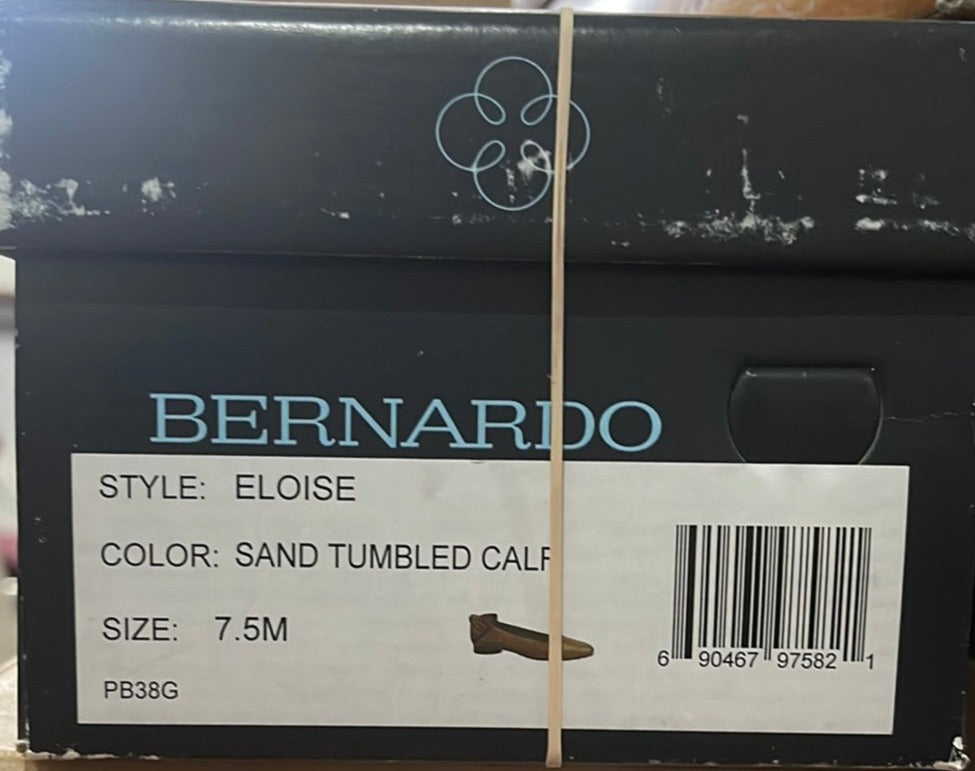 BERNARDO
STYLE: ELOISE
COLOR: SAND TUMBLED CALF
SIZE: 7.5M
PB38G
6 90467 97582 1